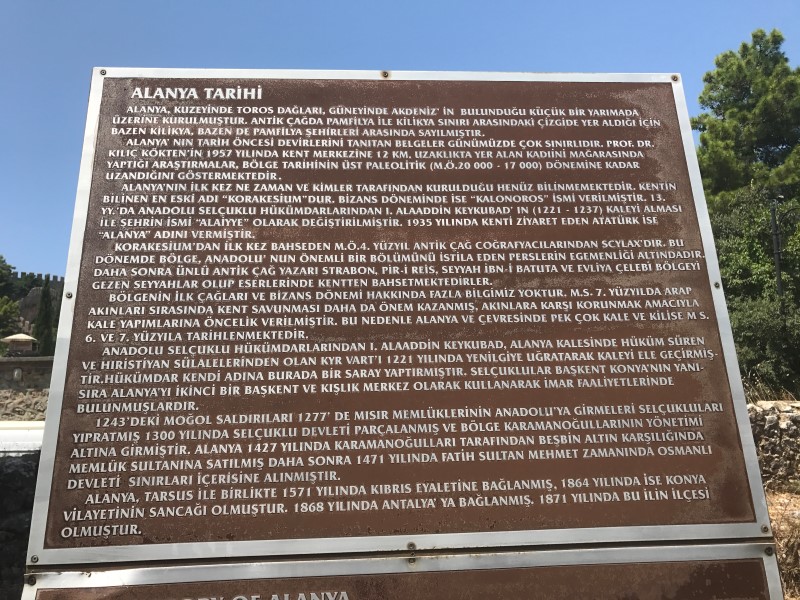 ALANYA TARİHİ
ALANYA, KUZEYİNDE TOROS DAĞLARI, GÜNEYİNDE AKDENİZ' İN BULUNDUĞU KÜÇÜK BİR YARIMADA
ÜZERİNE KURULMUŞTUR. ANTİK ÇAĞDA PAMFİLYA İLE KİLİKYA SINIRI ARASINDAKİ ÇİZGİDE YER ALDIĞI İÇİN
BAZEN KİLİKYA, BAZEN DE PAMFİLYA ŞEHİRLERİ ARASINDA SAYILMIŞTIR.
ALANYA' NIN TARİH ÖNCESİ DEVİRLERİNİ TANITAN BELGELER GÜNÜMÜZDE ÇOK SINIRLIDIR. PROF. DR.
KILIÇ KÖKTEN'İN 1957 YILINDA KENT MERKEZİNE 12 KM. UZAKLIKTA YER ALAN KADIİNİ MAĞARASINDA
YAPTIĞI ARAŞTIRMALAR, BÖLGE TARİHİNİN ÜST PALEOLİTİK (M.Ö.20 000 - 17 000) DÖNEMİNE KADAR
UZANDIĞINI GÖSTERMEKTEDİR.
ALANYA'NIN İLK KEZ NE ZAMAN VE KİMLER TARAFINDAN KURULDUĞU HENÜZ BİLİNMEMEKTEDİR. KENTİN
BİLİNEN EN ESKİ ADI "KORAKESİUM"DUR. BİZANS DÖNEMİNDE İSE "KALONOROS" İSMİ VERİLMİŞTİR. 13.
YY.'DA ANADOLU SELÇUKLU HÜKÜMDARLARINDAN I. ALAADDİN KEYKUBAD' IN (1221 - 1237) KALEYİ ALMASI
İLE ŞEHRİN İSMİ "ALAİYYE" OLARAK DEĞİŞTİRİLMİŞTİR. 1935 YILINDA KENTİ ZİYARET EDEN ATATÜRK İSE
"ALANYA" ADINI VERMİŞTİR.
KORAKESİUM'DAN İLK KEZ BAHSEDEN M.Ö.4. YÜZYIL ANTİK ÇAĞ COĞRAFYACILARINDAN SCYLAX'DIR. BU
DÖNEMDE BÖLGE, ANADOLU' NUN ÖNEMLİ BİR BÖLÜMÜNÜ İSTİLA EDEN PERSLERİN EGEMENLİĞİ ALTINDADIR.
DAHA SONRA ÜNLÜ ANTİK ÇAĞ YAZARI STRABON, PİR-İ REİS, SEYYAH İBN-İ BATUTA VE EVLİYA ÇELEBİ BÖLGEYİ
GEZEN SEYYAHLAR OLUP ESERLERİNDE KENTTEN BAHSETMEKTEDİRLER.
BÖLGENİN İLK ÇAĞLARI VE BİZANS DÖNEMİ HAKKINDA FAZLA BİLGİMİZ YOKTUR. M.S. 7. YÜZYILDA ARAP
AKINLARI SIRASINDA KENT SAVUNMASI DAHA DA ÖNEM KAZANMIŞ, AKINLARA KARŞI KORUNMAK AMACIYLA
KALE YAPIMLARINA ÖNCELİK VERİLMİŞTİR. BU NEDENLE ALANYA VE ÇEVRESİNDE PEK ÇOK KALE VE KİLİSE M S.
6. VE 7. YÜZYILA TARİHLENMEKTEDİR.
ANADOLU SELÇUKLU HÜKÜMDARLARINDAN I. ALAADDİN KEYKUBAD, ALANYA KALESİNDE HÜKÜM SÜREN
VE HIRİSTİYAN SÜLALELERİNDEN OLAN KYR VART'I 1221 YILINDA YENİLGİYE UĞRATARAK KALEYİ ELE GEÇİRMİŞ-
TİR.HÜKÜMDAR KENDİ ADINA BURADA BİR SARAY YAPTIRMIŞTIR. SELÇUKLULAR BAŞKENT KONYA'NIN YANI-
SIRA ALANYA'YI İKİNCİ BİR BAŞKENT VE KIŞLIK MERKEZ OLARAK KULLANARAK İMAR FAALİYETLERİNDE
BULUNMUŞLARDIR.
1243'DEKİ MOĞOL SALDIRILARI 1277' DE MISIR MEMLÜKLERİNİN ANADOLU'YA GİRMELERİ SELÇUKLULARI
YIPRATMIŞ 1300 YILINDA SELÇUKLU DEVLETİ PARÇALANMIŞ VE BÖLGE KARAMANOĞULLARININ YÖNETİMİ
ALTINA GİRMİŞTİR. ALANYA 1427 YILINDA KARAMANOĞULLARI TARAFINDAN BEŞBİN ALTIN KARŞILIĞINDA
MEMLÜK SULTANINA SATILMIŞ DAHA SONRA 1471 YILINDA FATİH SULTAN MEHMET ZAMANINDA OSMANLI
DEVLETİ SINIRLARI İÇERİSİNE ALINMIŞTIR.
ALANYA, TARSUS İLE BİRLİKTE 1571 YILINDA KIBRIS EYALETİNE BAĞLANMIŞ, 1864 YILINDA İSE KONYA
VİLAYETİNİN SANCAĞI OLMUŞTUR. 1868 YILINDA ANTALYA' YA BAĞLANMIŞ, 1871 YILINDA BU İLİN İLÇESİ
OLMUŞTUR.
OF ALANYA